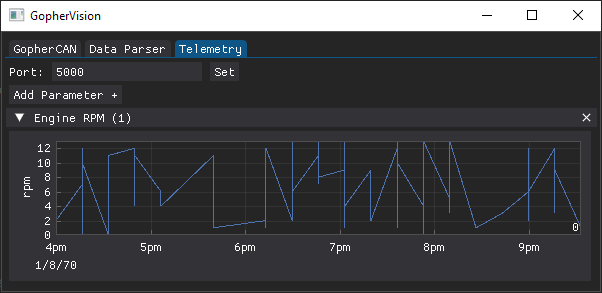 GopherVision
GopherCAN Data Parser Telemetry
Port: 5000 Set
Add Parameter +
Engine RPM (1)
rpm
12
10
8
6
4
2
0
0
4pm 5pm 6pm 7pm 8pm 9pm
1/8/70